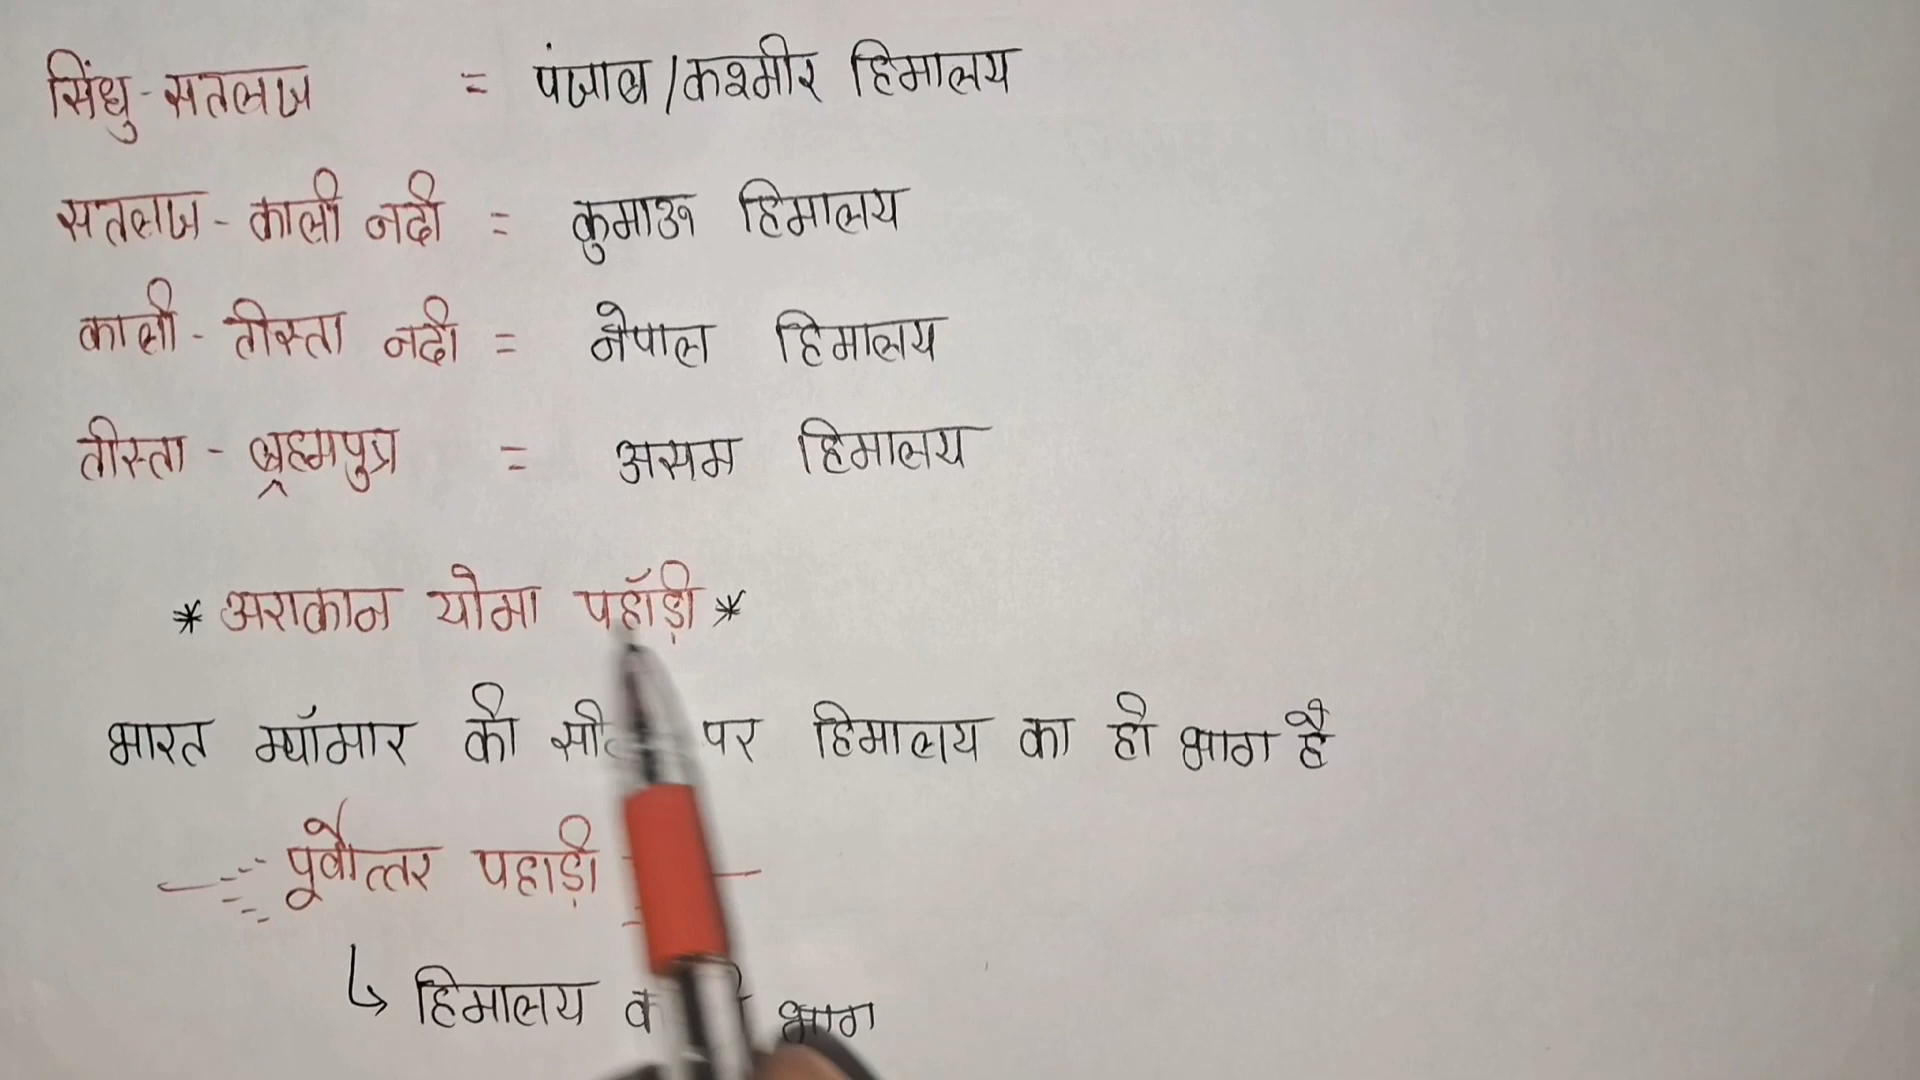 सिंधु - सतलज = पंजाब / कश्मीर हिमालय
सतलज - काली नदी = कुमाऊ हिमालय
काली - तीस्ता नदी = नेपाल हिमालय
तीस्ता - ब्रह्मपुत्र = असम हिमालय
* अराकान योमा पहॉड़ी *
भारत म्यॉमार की पर हिमालय का ही भाग है
पूर्वोत्तर पहाड़ी
↳ हिमालय भाग